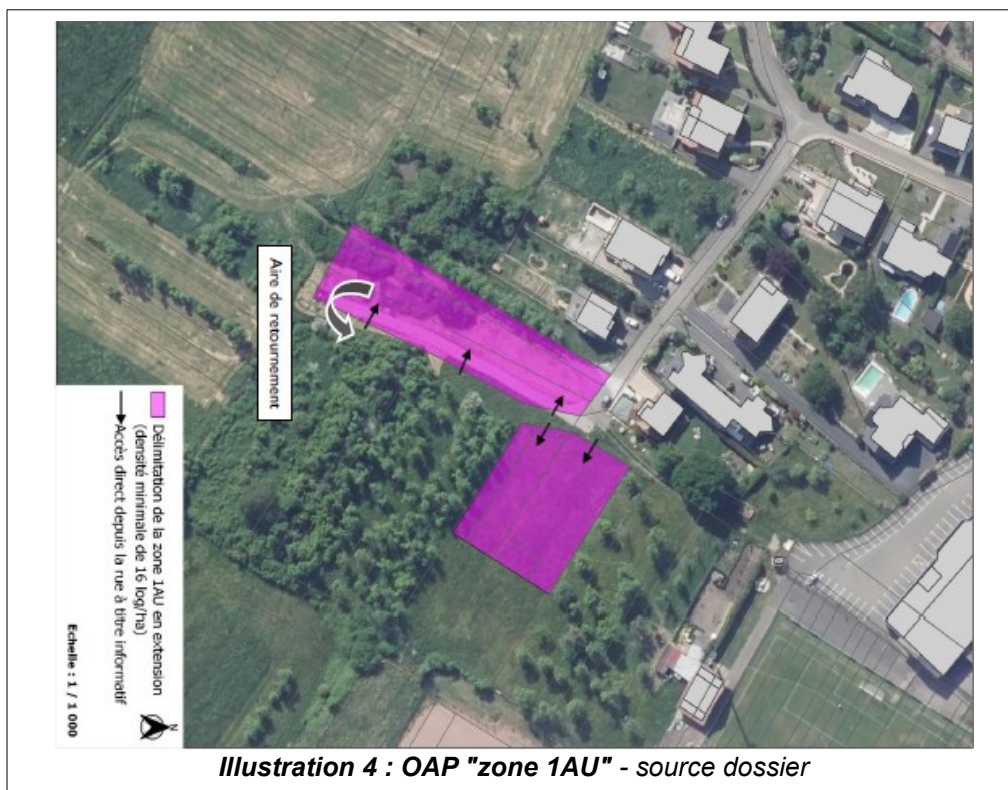 Aire de retournement
Délimitation de la zone 1AU en extension
(densité minimale de 16 log/ha)
Accès direct depuis la rue à titre informatif
N
Echelle : 1 / 1 000
Illustration 4 : OAP "zone 1AU" - source dossier